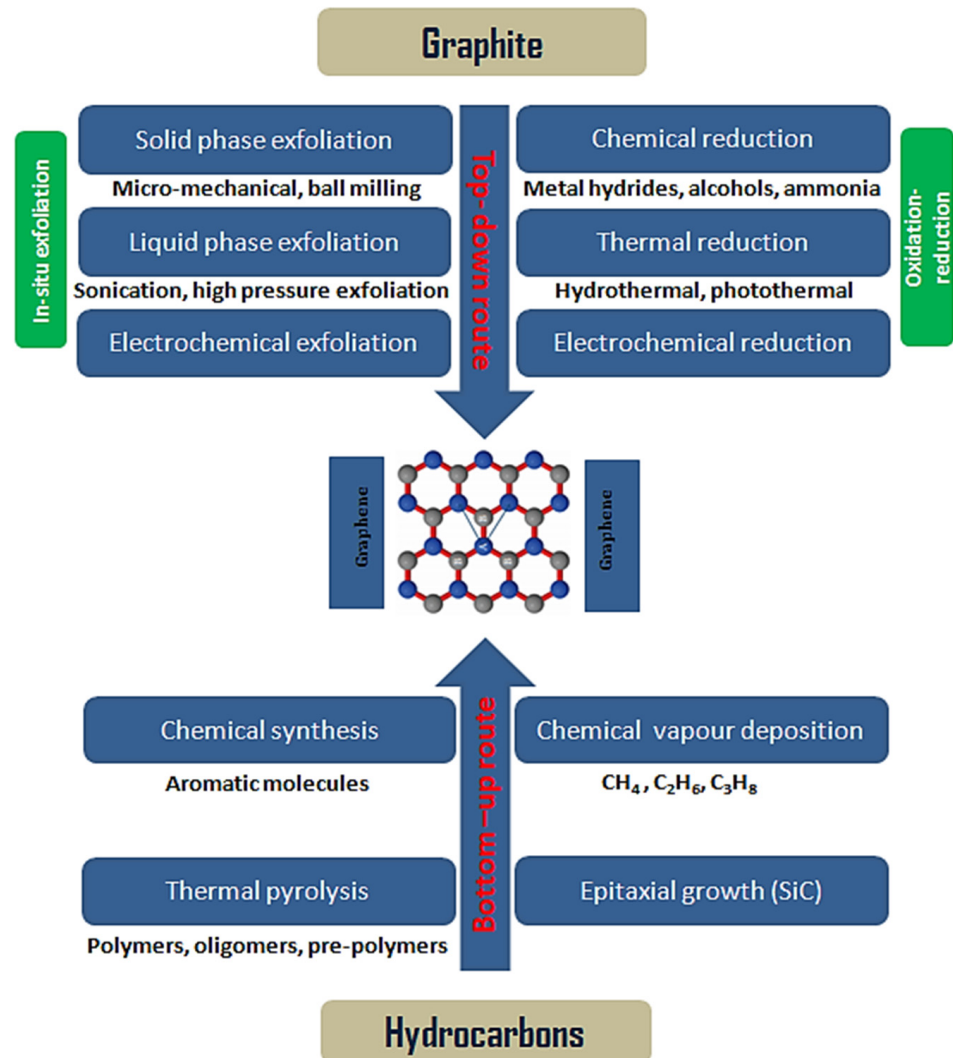 Graphite
In-situ exfoliation
Solid phase exfoliation
Micro-mechanical, ball milling
Liquid phase exfoliation
Sonication, high pressure exfoliation
Electrochemical exfoliation
Top-down route
Chemical reduction
Metal hydrides, alcohols, ammonia
Thermal reduction
Hydrothermal, photothermal
Electrochemical reduction
Oxidation-
reduction
Graphene
Graphene
Chemical synthesis
Aromatic molecules
Thermal pyrolysis
Polymers, oligomers, pre-polymers
Bottom–up route
Chemical vapour deposition
CH₄, C₂H₆, C₃H₈
Epitaxial growth (SiC)
Hydrocarbons